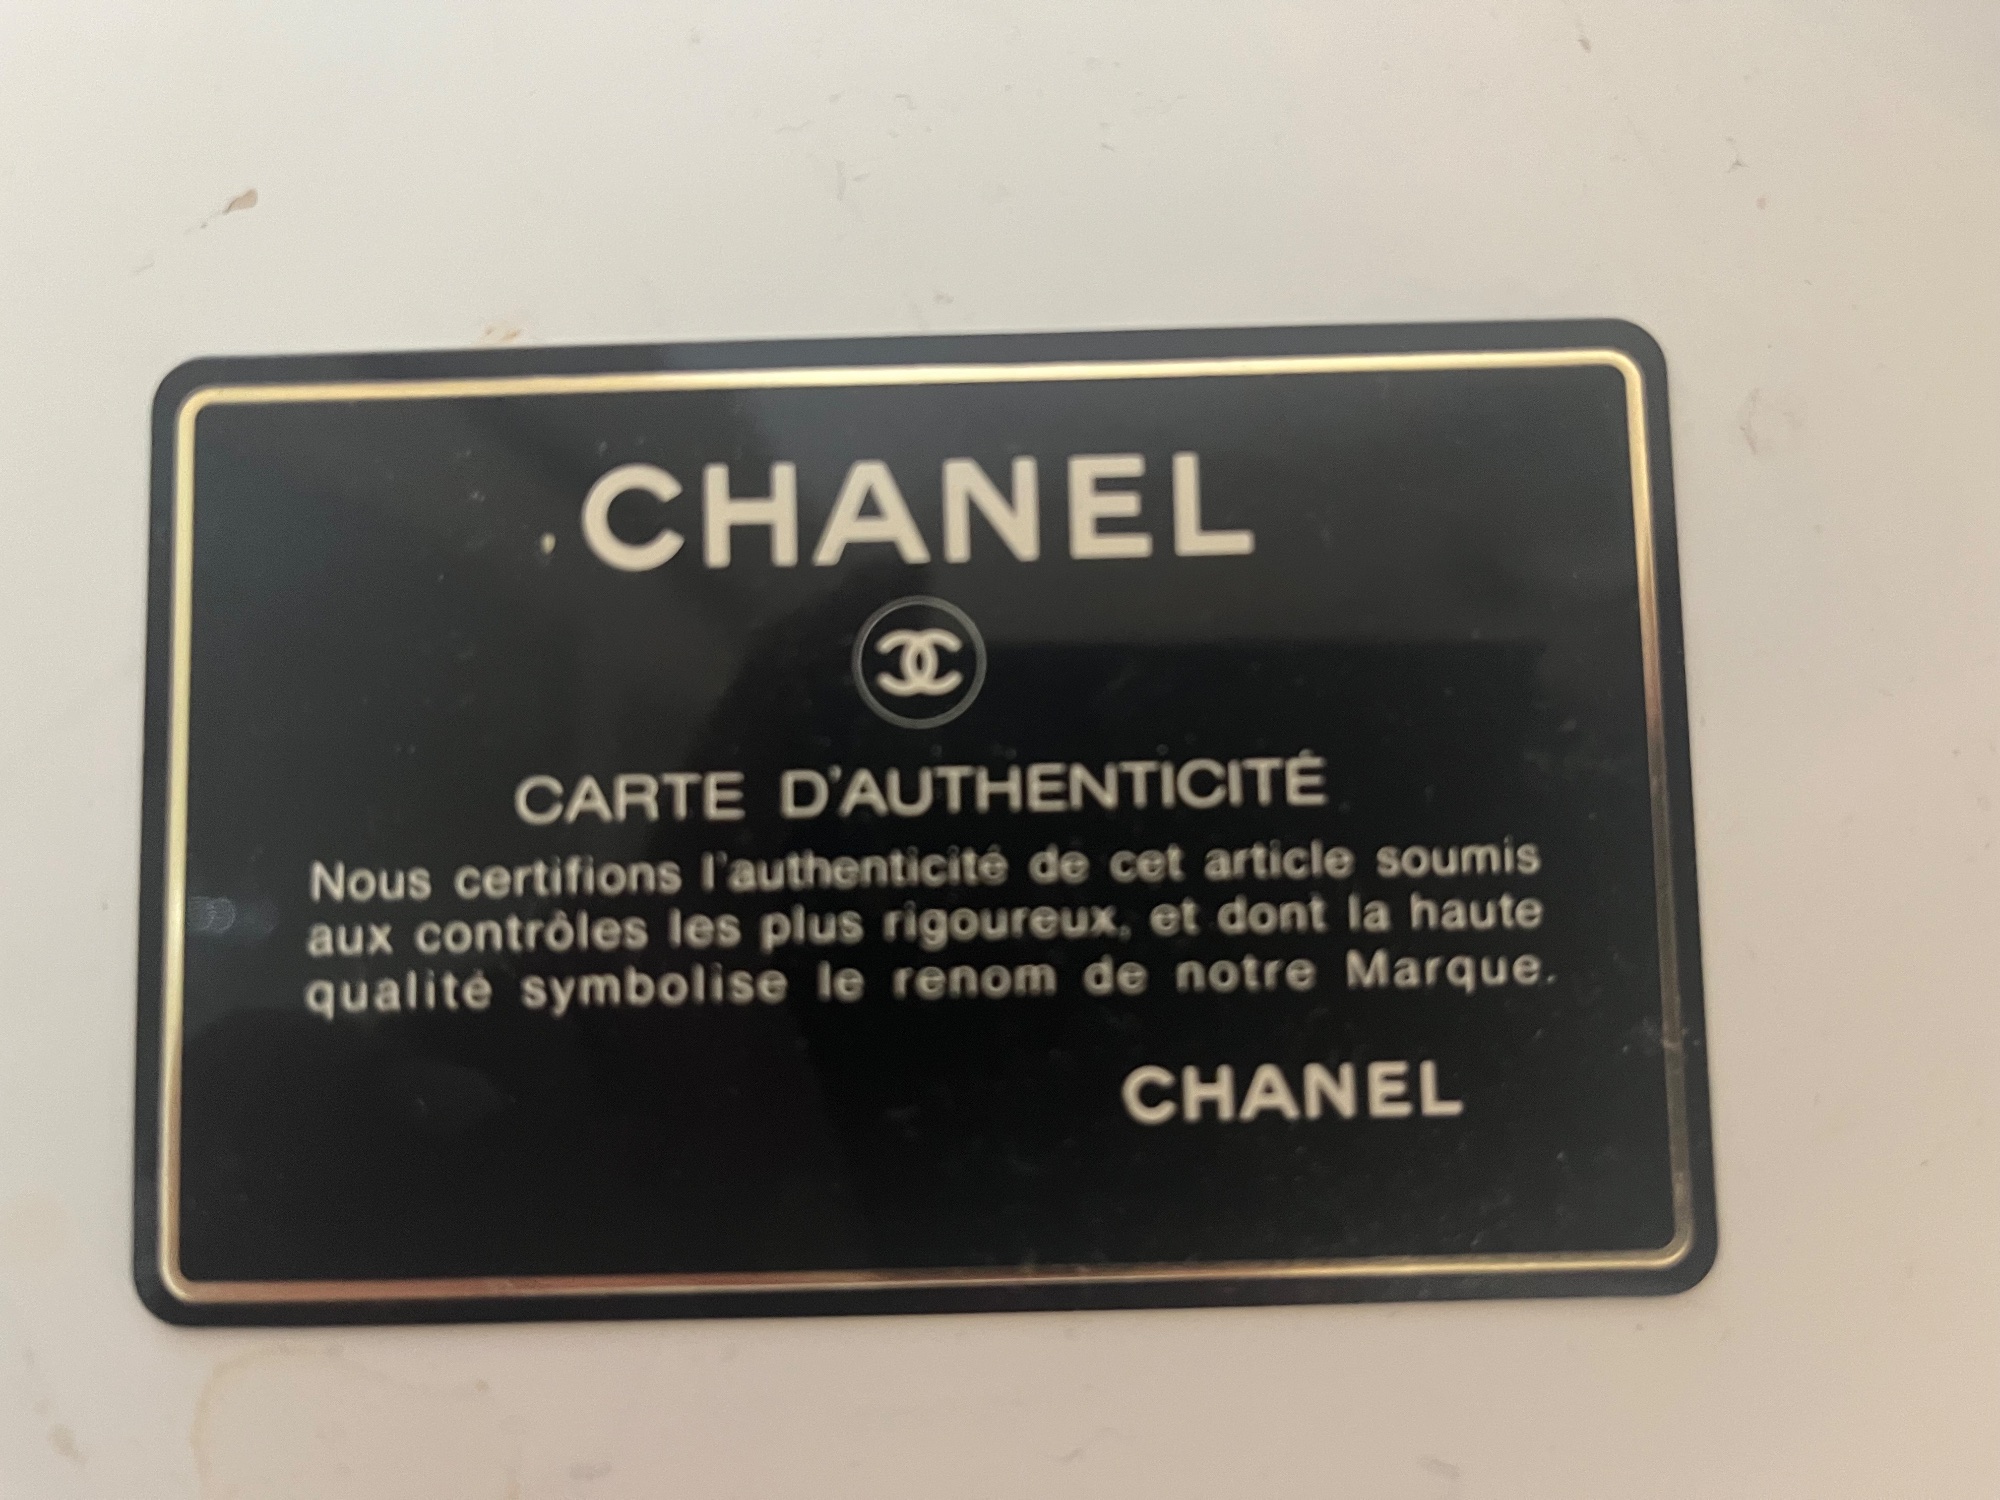 CHANEL
CARTE D'AUTHENTICITÉ
Nous certifions l'authenticité de cet article soumis
aux contrôles les plus rigoureux, et dont la haute
qualité symbolise le renom de notre Marque.
CHANEL